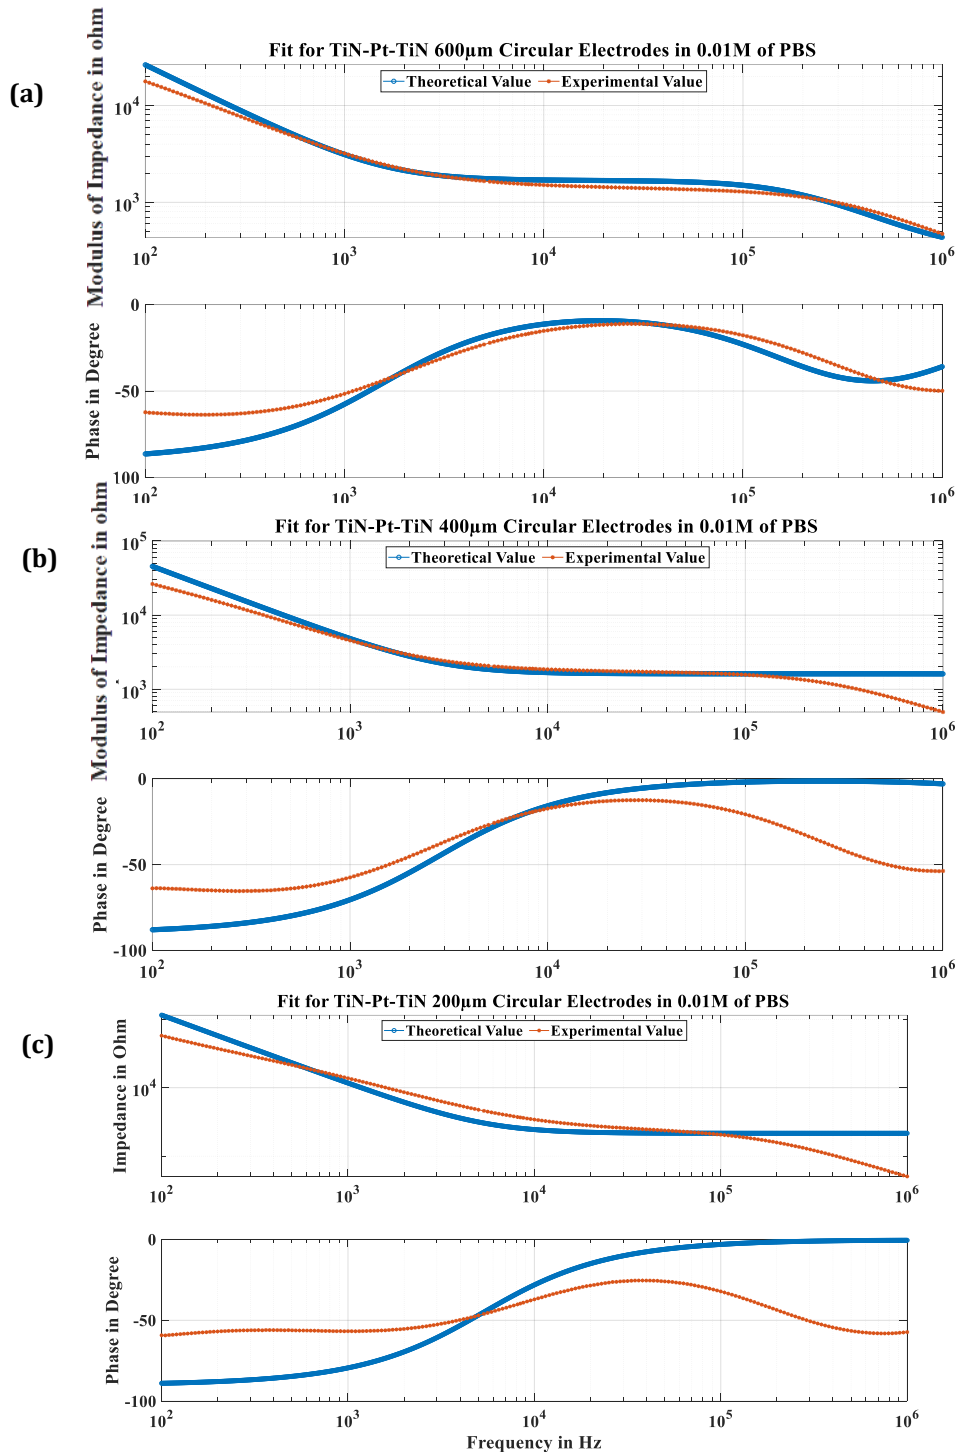 Fit for TiN-Pt-TiN 600µm Circular Electrodes in 0.01M of PBS
(a)
Modulus of Impedance in ohm
Theoretical Value Experimental Value
10^4
10^3
10^2 10^3 10^4 10^5 10^6
Phase in Degree
0
-50
100
10^2 10^3 10^4 10^5 10^6
Fit for TiN-Pt-TiN 400µm Circular Electrodes in 0.01M of PBS
(b)
Modulus of Impedance in ohm
Theoretical Value Experimental Value
10^5
10^4
10^3
10^2 10^3 10^4 10^5 10^6
Phase in Degree
0
-50
-100
10^2 10^3 10^4 10^5 10^6
Fit for TiN-Pt-TiN 200µm Circular Electrodes in 0.01M of PBS
(c)
Impedance in Ohm
Theoretical Value Experimental Value
10^4
10^2 10^3 10^4 10^5 10^6
Phase in Degree
0
-50
-100
10^2 10^3 10^4 10^5 10^6
Frequency in Hz